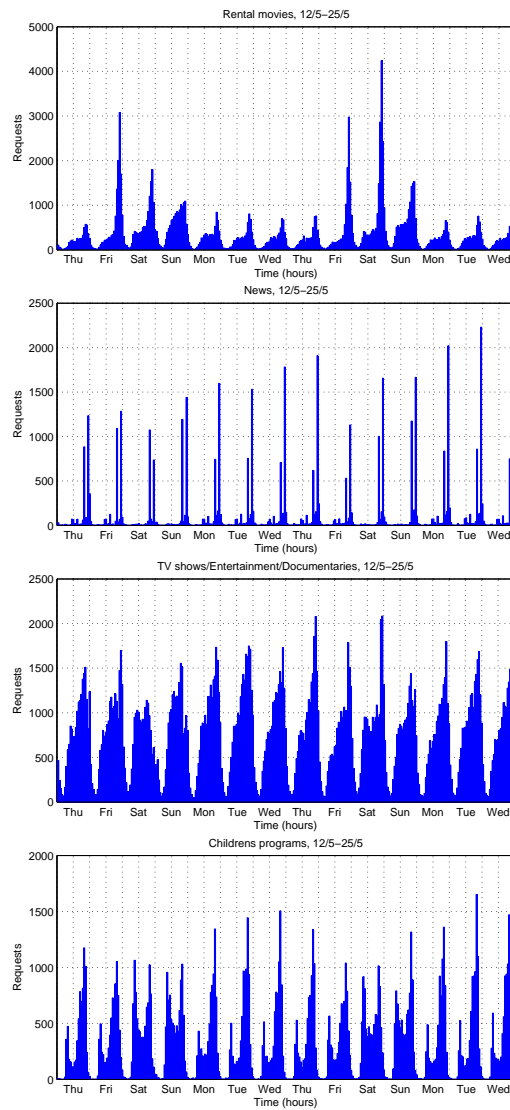 Rental movies, 12/5−25/5
5000
4000
3000
2000
1000
0
Requests
Thu Fri Sat Sun Mon Tue Wed Thu Fri Sat Sun Mon Tue Wed
Time (hours)
News, 12/5−25/5
2500
2000
1500
1000
500
0
Requests
Thu Fri Sat Sun Mon Tue Wed Thu Fri Sat Sun Mon Tue Wed
Time (hours)
TV shows/Entertainment/Documentaries, 12/5−25/5
2500
2000
1500
1000
500
0
Requests
Thu Fri Sat Sun Mon Tue Wed Thu Fri Sat Sun Mon Tue Wed
Time (hours)
Childrens programs, 12/5−25/5
2000
1500
1000
500
0
Requests
Thu Fri Sat Sun Mon Tue Wed Thu Fri Sat Sun Mon Tue Wed
Time (hours)